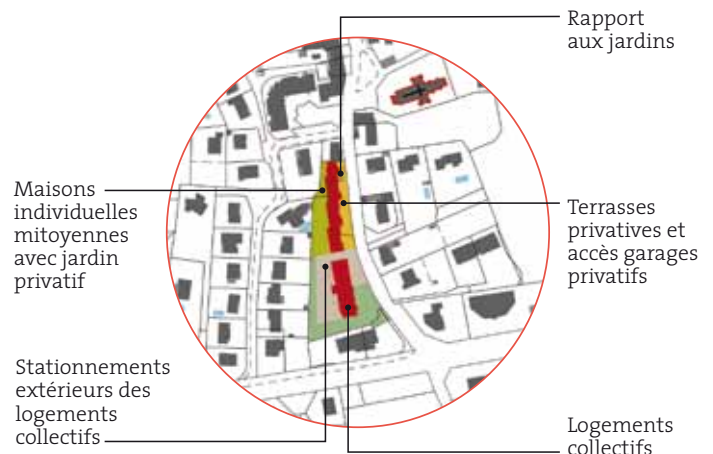 Rapport
aux jardins
Maisons
individuelles
mitoyennes
avec jardin
privatif
Terrasses
privatives et
accès garages
privatifs
Stationnements
extérieurs des
logements
collectifs
Logements
collectifs